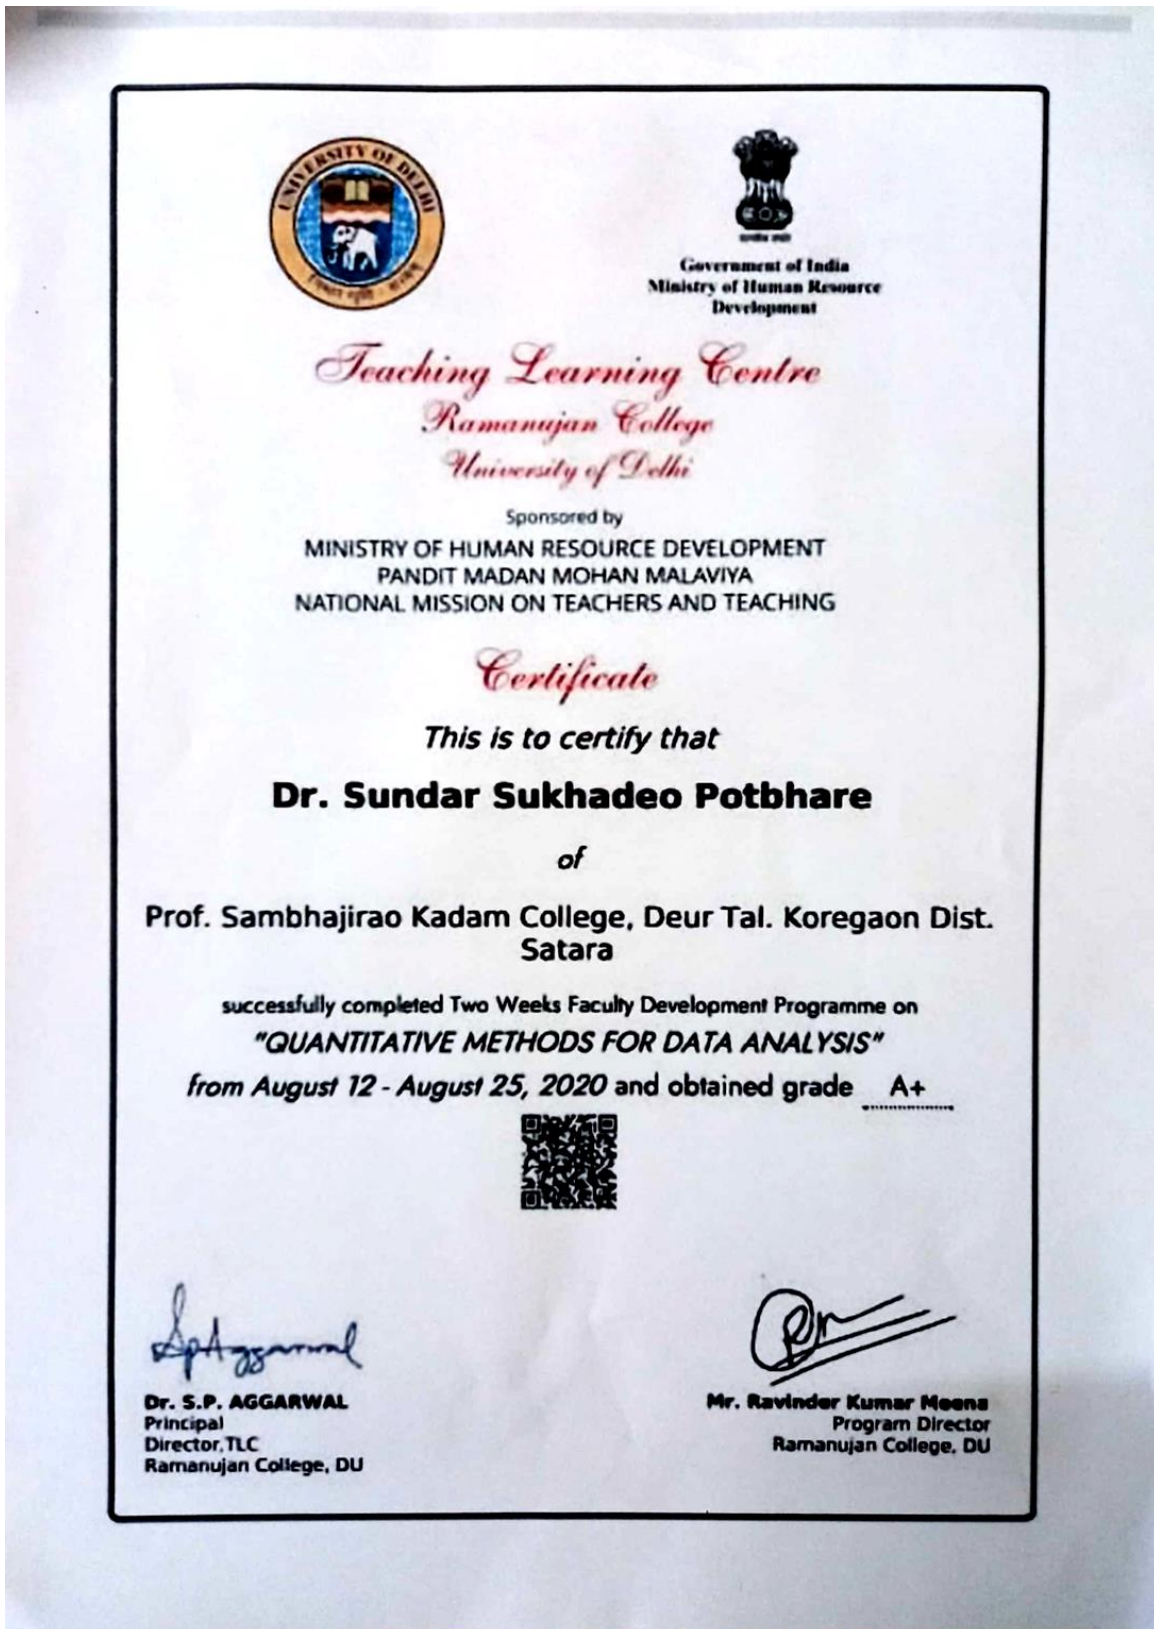 UNIVERSITY OF DELHI
Government of India
Ministry of Human Resource
Development
Teaching Learning Centre
Ramanujan College
University of Delhi
Sponsored by
MINISTRY OF HUMAN RESOURCE DEVELOPMENT
PANDIT MADAN MOHAN MALAVIYA
NATIONAL MISSION ON TEACHERS AND TEACHING
Certificate
This is to certify that
Dr. Sundar Sukhadeo Potbhare
of
Prof. Sambhajirao Kadam College, Deur Tal. Koregaon Dist.
Satara
successfully completed Two Weeks Faculty Development Programme on
"QUANTITATIVE METHODS FOR DATA ANALYSIS"
from August 12 - August 25, 2020 and obtained grade A+
SpAggarwal
Dr. S.P. AGGARWAL
Principal
Director, TLC
Ramanujan College, DU
Mr. Ravinder Kumar Meena
Program Director
Ramanujan College, DU